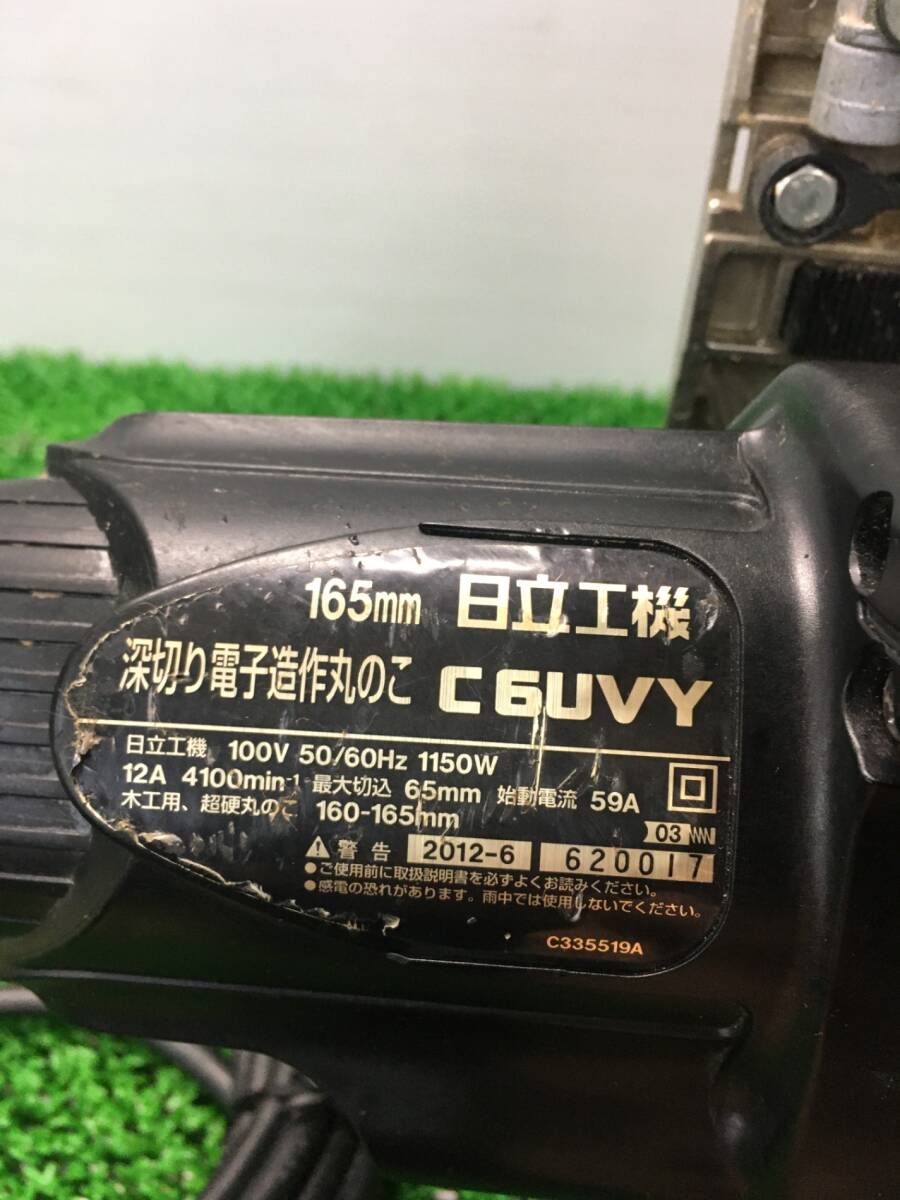 165mm 日立工機
深切り電子造作丸のこ C6UVY
日立工機 100V 50/60Hz 1150W
12A 4100min⁻¹ 最大切込 65mm 始動電流 59A
木工用、超硬丸のこ 160-165mm
03
⚠警告 2012-6 620017
●ご使用前に取扱説明書を必ずよくお読みください。
●感電の恐れがあります。雨中では使用しないでください。
C335519A